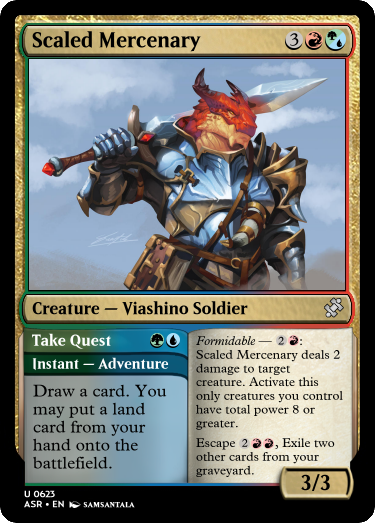 Scaled Mercenary 3
Creature — Viashino Soldier
Take Quest
Instant — Adventure
Draw a card. You
may put a land
card from your
hand onto the
battlefield.
Formidable — 2 :
Scaled Mercenary deals 2
damage to target
creature. Activate this
only creatures you control
have total power 8 or
greater.
Escape 2 , Exile two
other cards from your
graveyard.
3/3
U 0623
ASR • EN SAMSANTALA